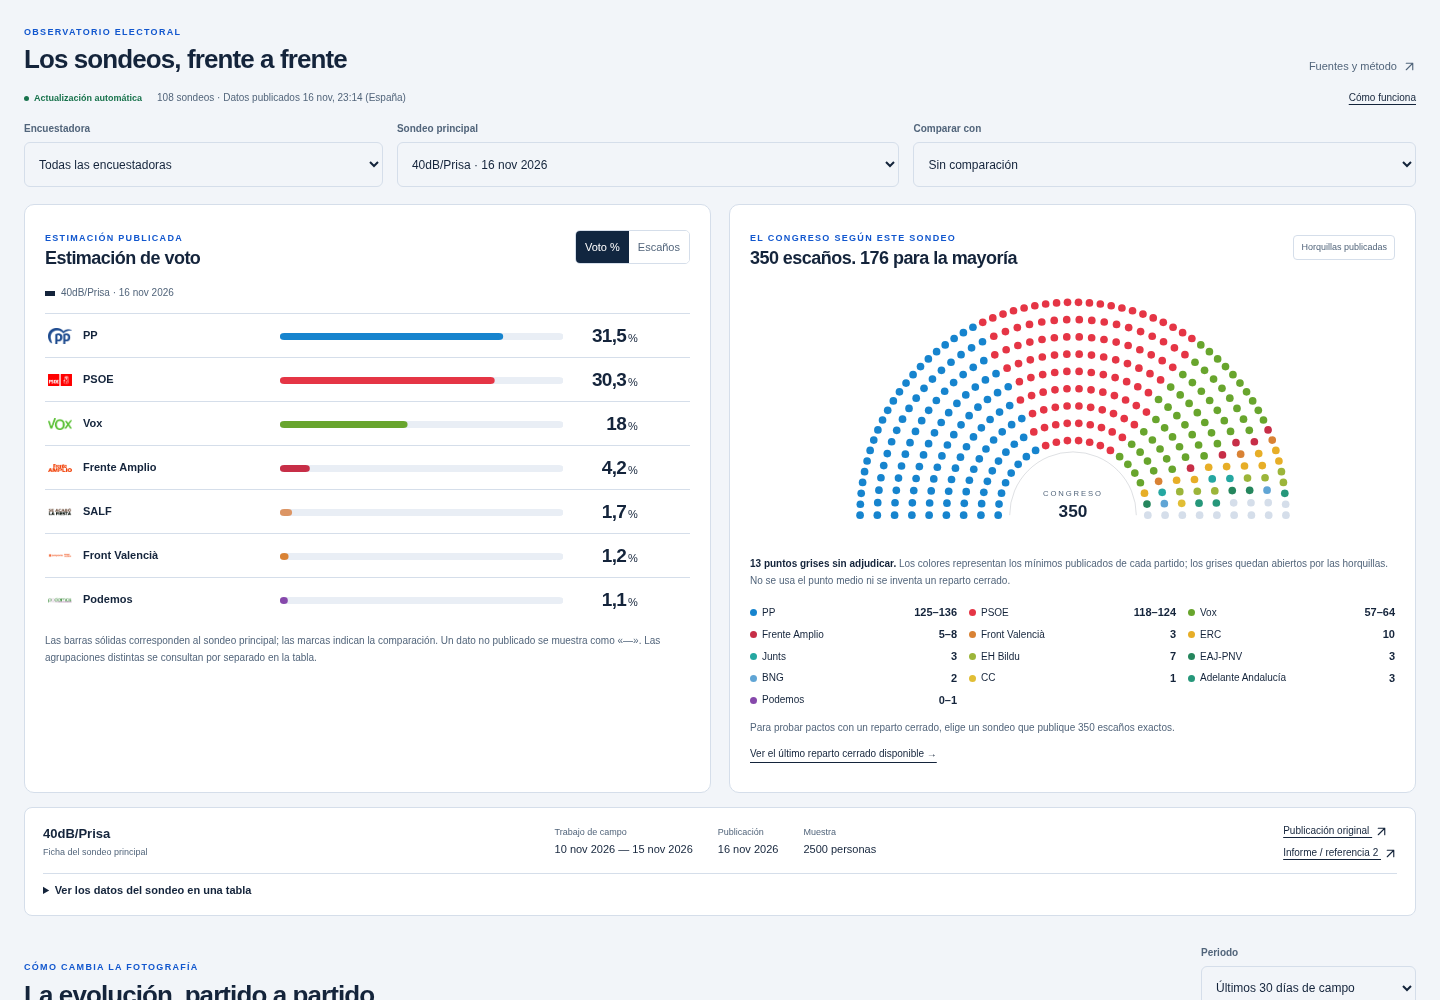 OBSERVATORIO ELECTORAL
Los sondeos, frente a frente
Fuentes y método
Actualización automática 108 sondeos · Datos publicados 16 nov, 23:14 (España)
Cómo funciona
Encuestadora
Sondeo principal
Comparar con
Todas las encuestadoras
40dB/Prisa · 16 nov 2026
Sin comparación
ESTIMACIÓN PUBLICADA
Estimación de voto
Voto % Escaños
40dB/Prisa · 16 nov 2026
PP 31,5 %
PSOE 30,3 %
VOX Vox 18 %
Frente Amplio 4,2 %
SALF 1,7 %
Front Valencià 1,2 %
Podemos 1,1 %
Las barras sólidas corresponden al sondeo principal; las marcas indican la comparación. Un dato no publicado se muestra como «—». Las
agrupaciones distintas se consultan por separado en la tabla.
EL CONGRESO SEGÚN ESTE SONDEO
350 escaños. 176 para la mayoría
Horquillas publicadas
CONGRESO
350
13 puntos grises sin adjudicar. Los colores representan los mínimos publicados de cada partido; los grises quedan abiertos por las horquillas.
No se usa el punto medio ni se inventa un reparto cerrado.
PP 125–136 PSOE 118–124 Vox 57–64
Frente Amplio 5–8 Front Valencià 3 ERC 10
Junts 3 EH Bildu 7 EAJ-PNV 3
BNG 2 CC 1 Adelante Andalucía 3
Podemos 0–1
Para probar pactos con un reparto cerrado, elige un sondeo que publique 350 escaños exactos.
Ver el último reparto cerrado disponible →
40dB/Prisa
Ficha del sondeo principal
Trabajo de campo
10 nov 2026 — 15 nov 2026
Publicación
16 nov 2026
Muestra
2500 personas
Publicación original
Informe / referencia 2
Ver los datos del sondeo en una tabla
CÓMO CAMBIA LA FOTOGRAFÍA
La evolución, partido a partido
Periodo
Últimos 30 días de campo